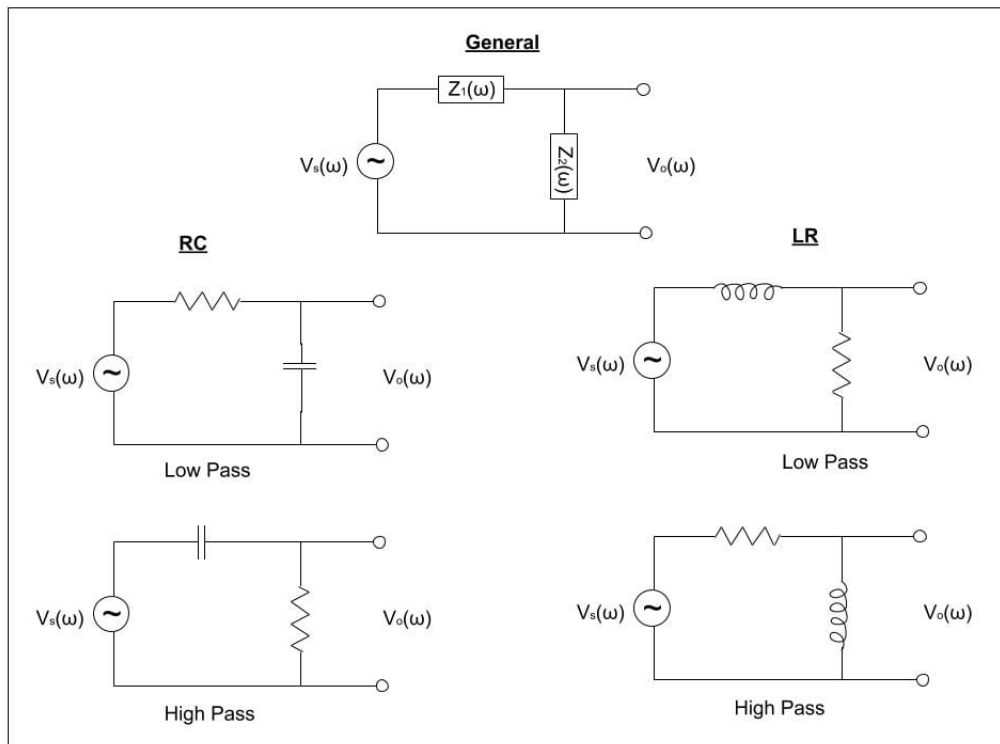 General
Z₁(ω)
Vₛ(ω)
~
Z₂(ω)
Vₒ(ω)
RC
Vₛ(ω)
~
Vₒ(ω)
Low Pass
Vₛ(ω)
~
Vₒ(ω)
High Pass
LR
Vₛ(ω)
~
Vₒ(ω)
Low Pass
Vₛ(ω)
~
Vₒ(ω)
High Pass